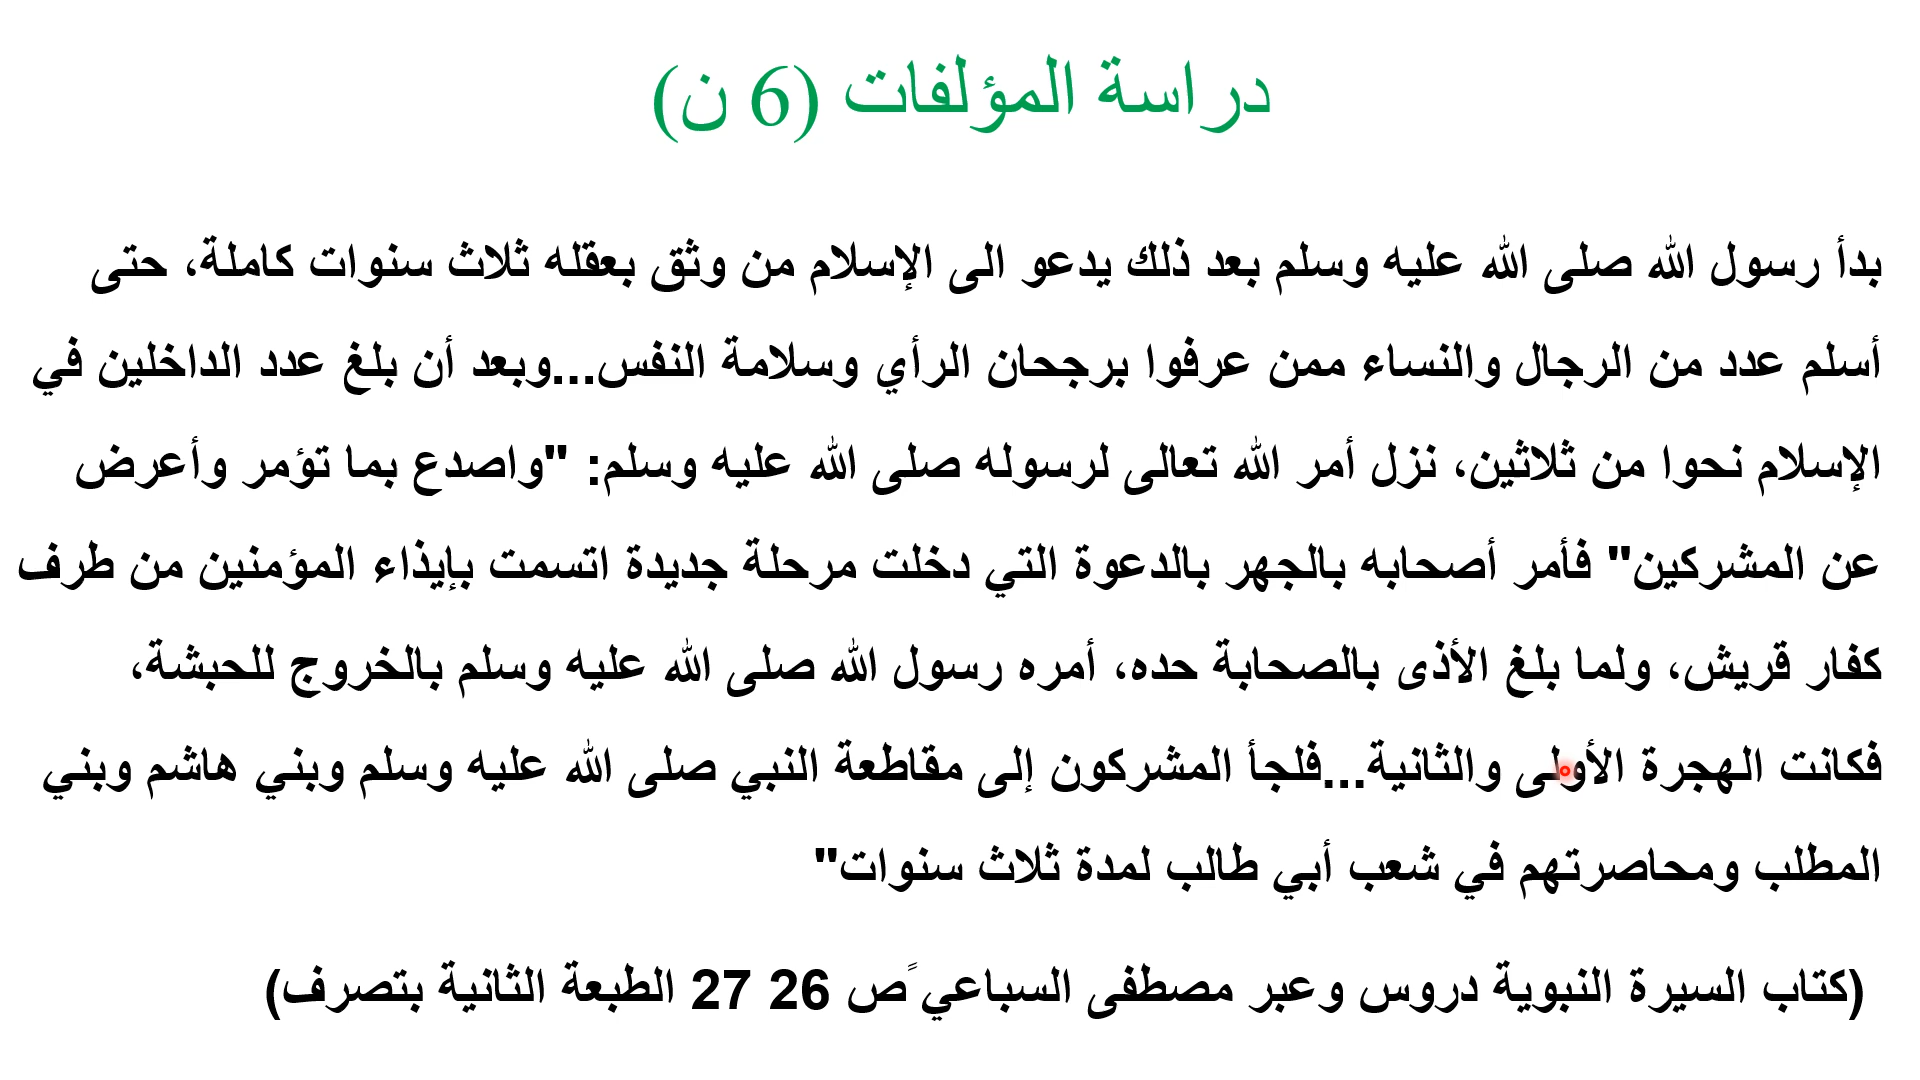 دراسة المؤلفات (6 ن)
بدأ رسول الله صلى الله عليه وسلم بعد ذلك يدعو الى الإسلام من وثق بعقله ثلاث سنوات كاملة، حتى
أسلم عدد من الرجال والنساء ممن عرفوا برجحان الرأي وسلامة النفس...وبعد أن بلغ عدد الداخلين في
الإسلام نحوا من ثلاثين، نزل أمر الله تعالى لرسوله صلى الله عليه وسلم: "واصدع بما تؤمر وأعرض
عن المشركين" فأمر أصحابه بالجهر بالدعوة التي دخلت مرحلة جديدة اتسمت بإيذاء المؤمنين من طرف
كفار قريش، ولما بلغ الأذى بالصحابة حده، أمره رسول الله صلى الله عليه وسلم بالخروج للحبشة،
فكانت الهجرة الأولى والثانية...فلجأ المشركون إلى مقاطعة النبي صلى الله عليه وسلم وبني هاشم وبني
المطلب ومحاصرتهم في شعب أبي طالب لمدة ثلاث سنوات"
(كتاب السيرة النبوية دروس وعبر مصطفى السباعي ًص 26 27 الطبعة الثانية بتصرف)